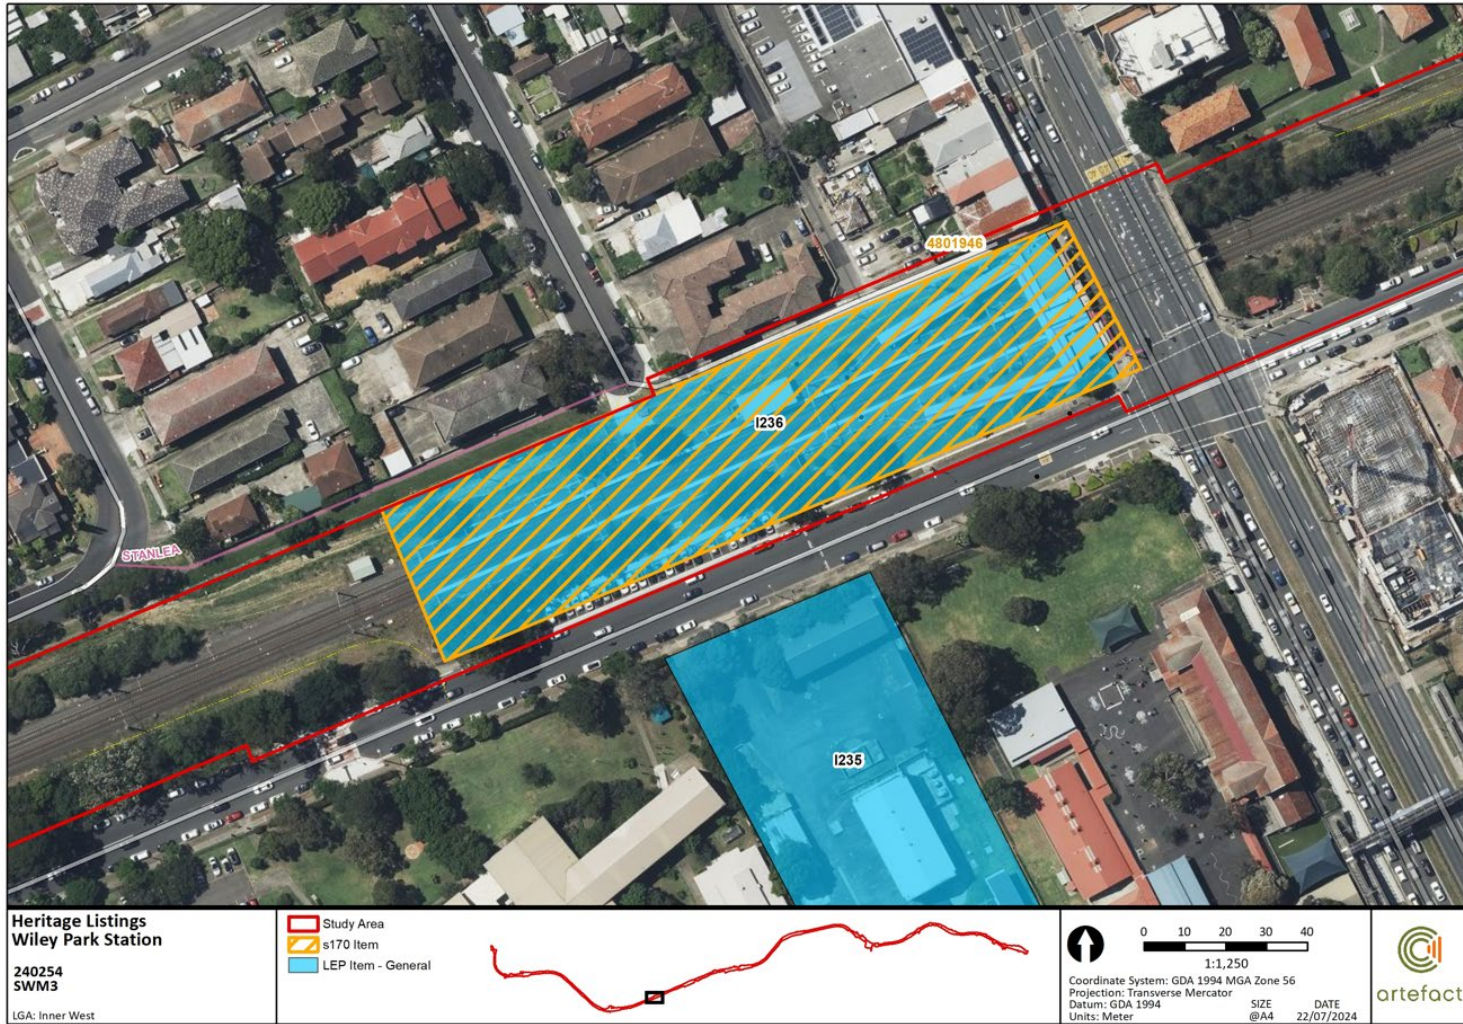 4801946
I236
STANLEA
I235
Heritage Listings
Wiley Park Station
240254
SWM3
LGA: Inner West
Study Area
s170 Item
LEP Item - General
0 10 20 30 40
1:1,250
Coordinate System: GDA 1994 MGA Zone 56
Projection: Transverse Mercator
Datum: GDA 1994
Units: Meter
SIZE
@A4
DATE
22/07/2024
artefact